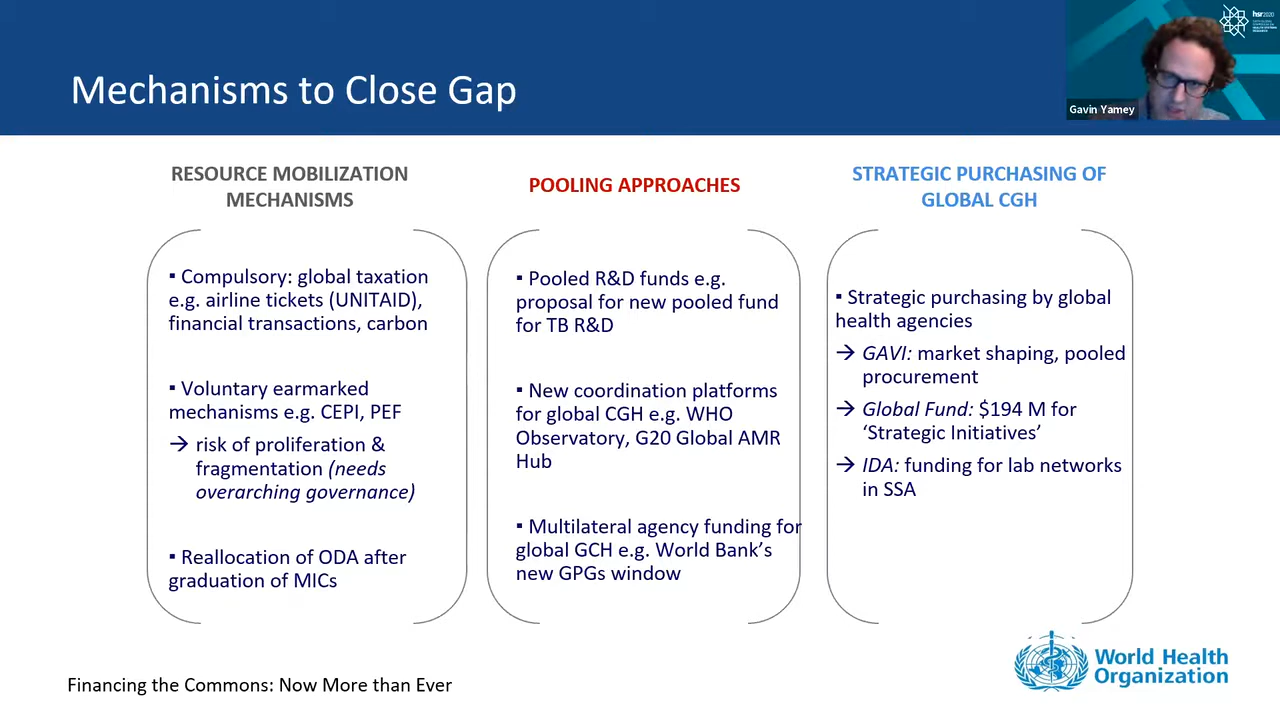 Mechanisms to Close Gap
hsr2020
Gavin Yamey
RESOURCE MOBILIZATION
MECHANISMS
▪ Compulsory: global taxation
e.g. airline tickets (UNITAID),
financial transactions, carbon
▪ Voluntary earmarked
mechanisms e.g. CEPI, PEF
→ risk of proliferation &
fragmentation (needs
overarching governance)
▪ Reallocation of ODA after
graduation of MICs
POOLING APPROACHES
▪ Pooled R&D funds e.g.
proposal for new pooled fund
for TB R&D
▪ New coordination platforms
for global CGH e.g. WHO
Observatory, G20 Global AMR
Hub
▪ Multilateral agency funding for
global GCH e.g. World Bank’s
new GPGs window
STRATEGIC PURCHASING OF
GLOBAL CGH
▪ Strategic purchasing by global
health agencies
→ GAVI: market shaping, pooled
procurement
→ Global Fund: $194 M for
‘Strategic Initiatives’
→ IDA: funding for lab networks
in SSA
Financing the Commons: Now More than Ever
World Health
Organization